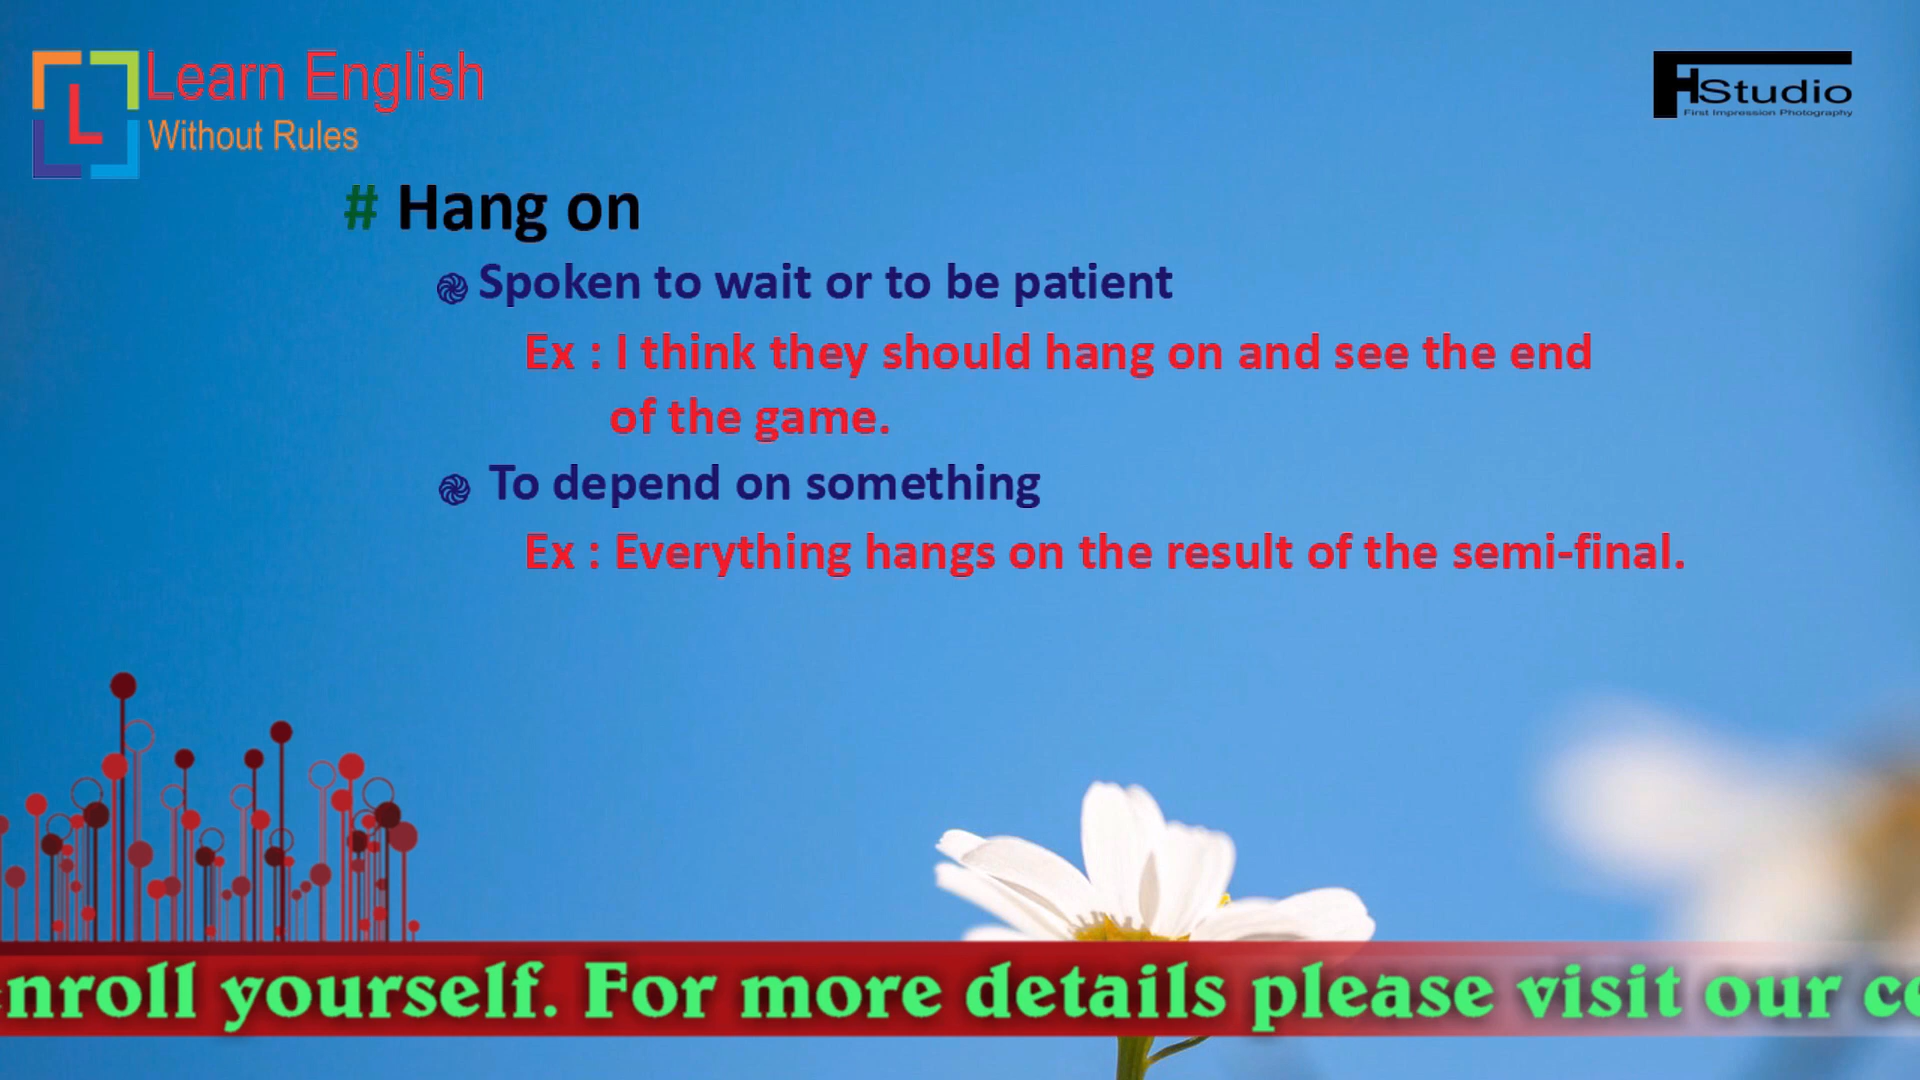 Learn English
Without Rules
HStudio
First Impression Photography
# Hang on
Spoken to wait or to be patient
Ex : I think they should hang on and see the end
of the game.
To depend on something
Ex : Everything hangs on the result of the semi-final.
enroll yourself. For more details please visit our